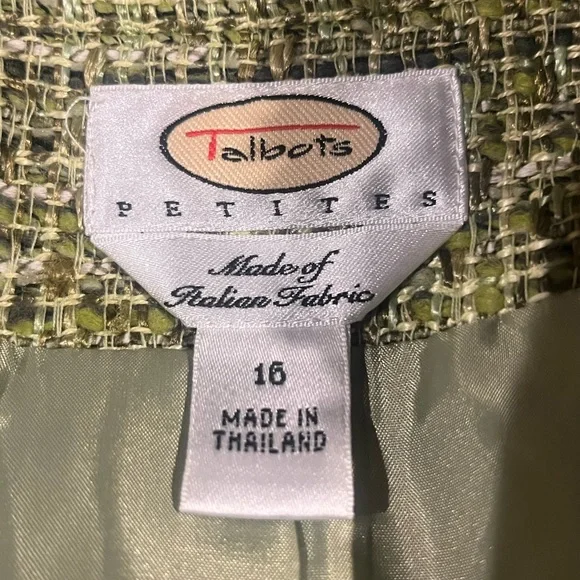 Talbots
PETITES
Made of
Italian Fabric
16
MADE IN
THAILAND